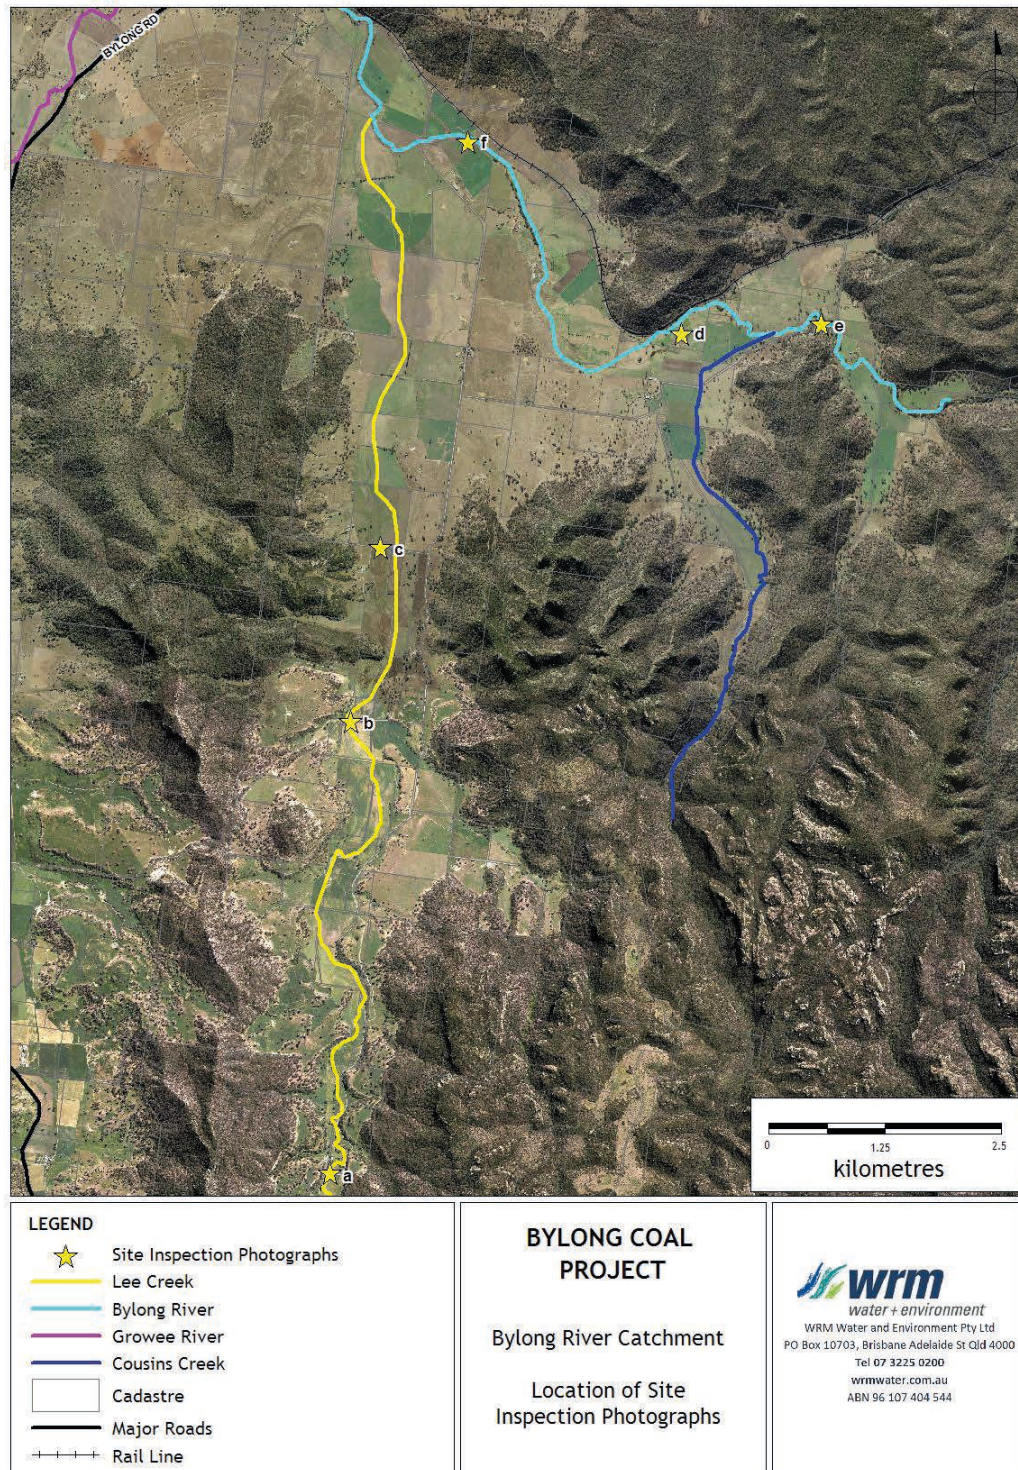 BYLONG RD
f
d
e
c
b
a
0
1.25
2.5
kilometres
LEGEND
Site Inspection Photographs
Lee Creek
Bylong River
Growee River
Cousins Creek
Cadastre
Major Roads
Rail Line
BYLONG COAL
PROJECT
Bylong River Catchment
Location of Site
Inspection Photographs
wrm
water + environment
WRM Water and Environment Pty Ltd
PO Box 10703, Brisbane Adelaide St Qld 4000
Tel 07 3225 0200
wrmwater.com.au
ABN 96 107 404 544